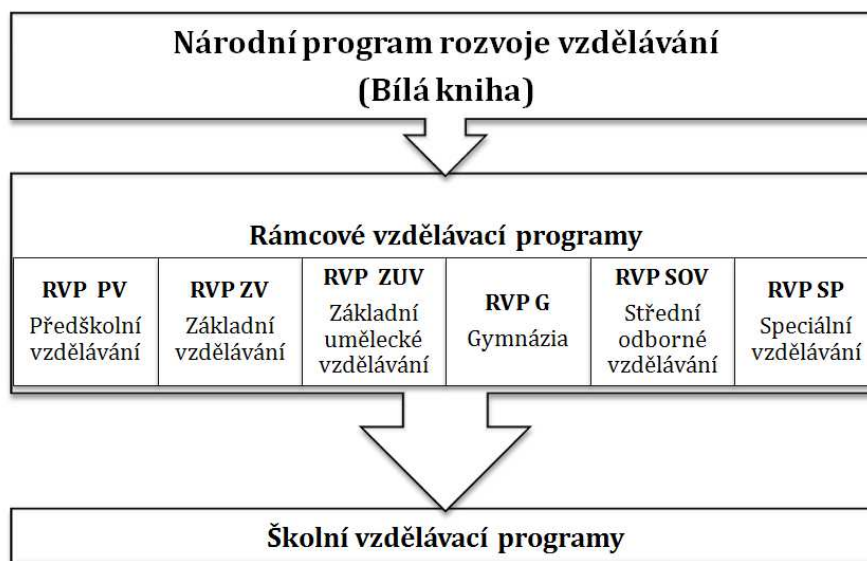 Národní program rozvoje vzdělávání
(Bílá kniha)
Rámcové vzdělávací programy
RVP PV
Předškolní
vzdělávání
RVP ZV
Základní
vzdělávání
RVP ZUV
Základní
umělecké
vzdělávání
RVP G
Gymnázia
RVP SOV
Střední
odborné
vzdělávání
RVP SP
Speciální
vzdělávání
Školní vzdělávací programy